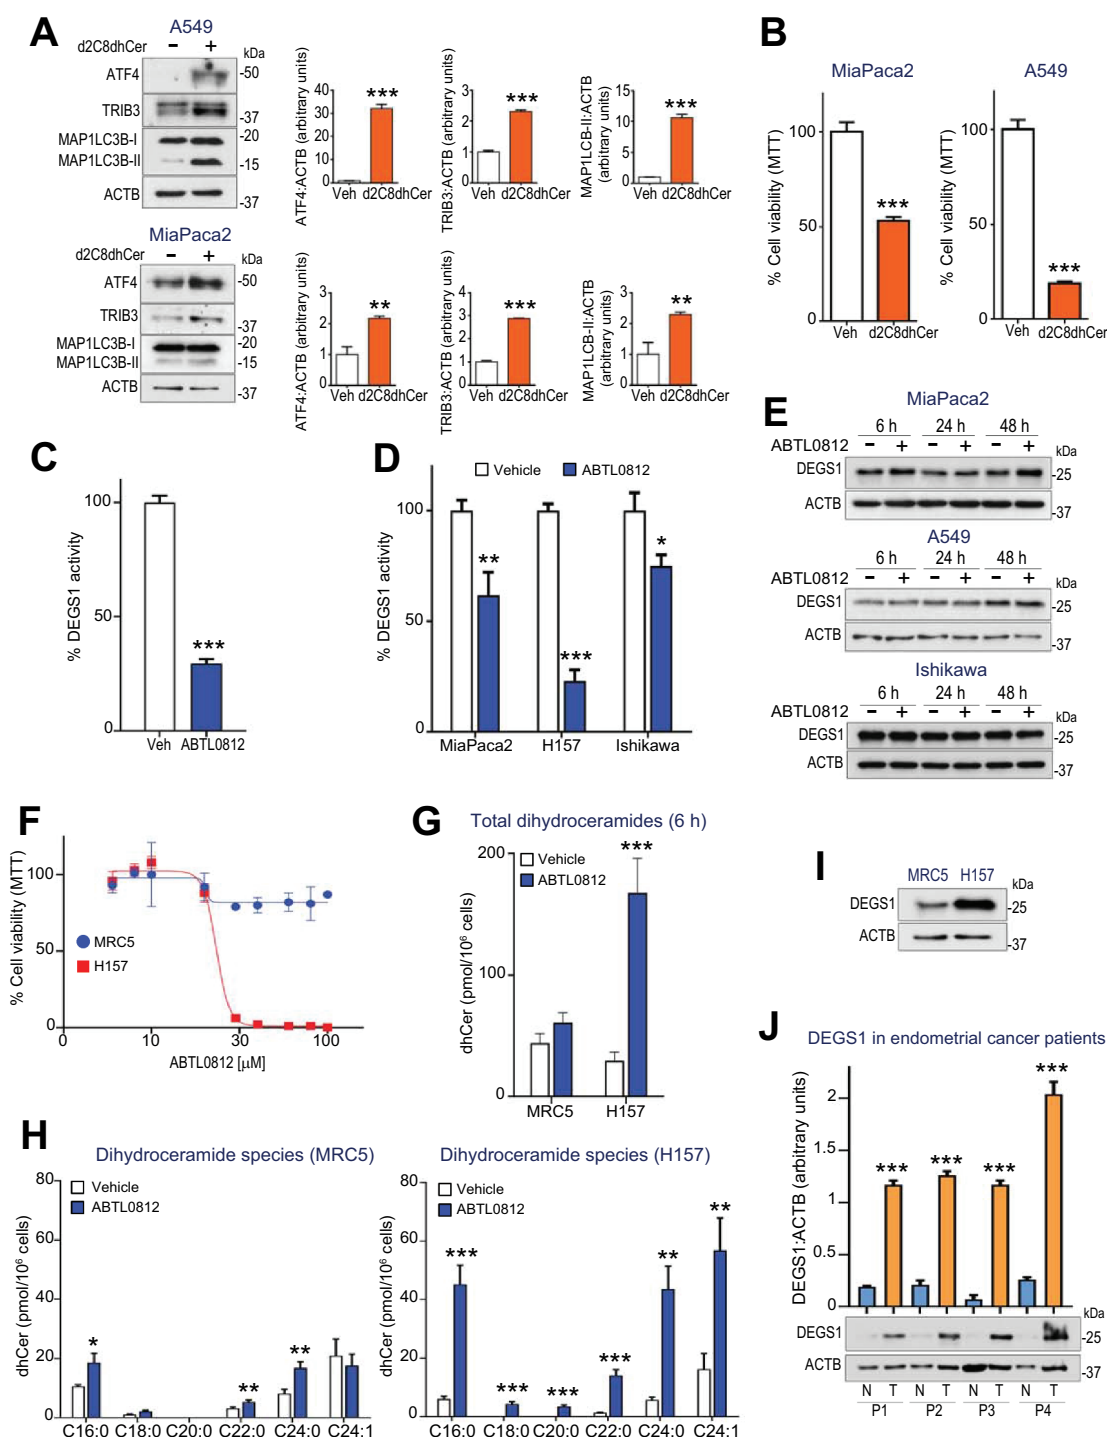 A
A549
d2C8dhCer - +
kDa
ATF4
-50
TRIB3
-37
MAP1LC3B-I
-20
MAP1LC3B-II
-15
ACTB
-37
ATF4:ACTB (arbitrary units)
40
30
20
10
0
***
Veh d2C8dhCer
TRIB3:ACTB (arbitrary units)
3
2
1
0
***
Veh d2C8dhCer
MAP1LCB-II:ACTB
(arbitrary units)
15
10
5
0
***
Veh d2C8dhCer
MiaPaca2
d2C8dhCer - +
kDa
ATF4
-50
TRIB3
-37
MAP1LC3B-I
-20
MAP1LC3B-II
-15
ACTB
-37
ATF4:ACTB (arbitrary units)
3
2
1
0
**
Veh d2C8dhCer
TRIB3:ACTB (arbitrary units)
4
3
2
1
0
***
Veh d2C8dhCer
MAP1LCB-II:ACTB
(arbitrary units)
3
2
1
0
**
Veh d2C8dhCer
B
MiaPaca2
% Cell viability (MTT)
100
50
0
***
Veh d2C8dhCer
A549
% Cell viability (MTT)
100
50
0
***
Veh d2C8dhCer
C
% DEGS1 activity
100
50
0
***
Veh ABTL0812
D
Vehicle ABTL0812
% DEGS1 activity
100
50
0
**
***
*
MiaPaca2 H157 Ishikawa
E
MiaPaca2
6 h 24 h 48 h
ABTL0812 - + - + - +
kDa
DEGS1
-25
ACTB
-37
A549
6 h 24 h 48 h
ABTL0812 - + - + - +
kDa
DEGS1
-25
ACTB
-37
Ishikawa
6 h 24 h 48 h
ABTL0812 - + - + - +
kDa
DEGS1
-25
ACTB
-37
F
% Cell viability (MTT)
100
50
0
MRC5
H157
0 10 30 100
ABTL0812 [µM]
G
Total dihydroceramides (6 h)
dhCer (pmol/10⁶ cells)
200
100
0
Vehicle
ABTL0812
***
MRC5 H157
H
Dihydroceramide species (MRC5)
dhCer (pmol/10⁶ cells)
80
60
40
20
0
Vehicle
ABTL0812
*
**
**
C16:0 C18:0 C20:0 C22:0 C24:0 C24:1
Dihydroceramide species (H157)
dhCer (pmol/10⁶ cells)
80
60
40
20
0
Vehicle
ABTL0812
***
***
***
***
**
**
C16:0 C18:0 C20:0 C22:0 C24:0 C24:1
I
MRC5 H157
kDa
DEGS1
-25
ACTB
-37
J
DEGS1 in endometrial cancer patients
DEGS1:ACTB (arbitrary units)
2
1.5
1
0.5
0
***
***
***
***
kDa
DEGS1
-25
ACTB
-37
N T N T N T N T
P1 P2 P3 P4